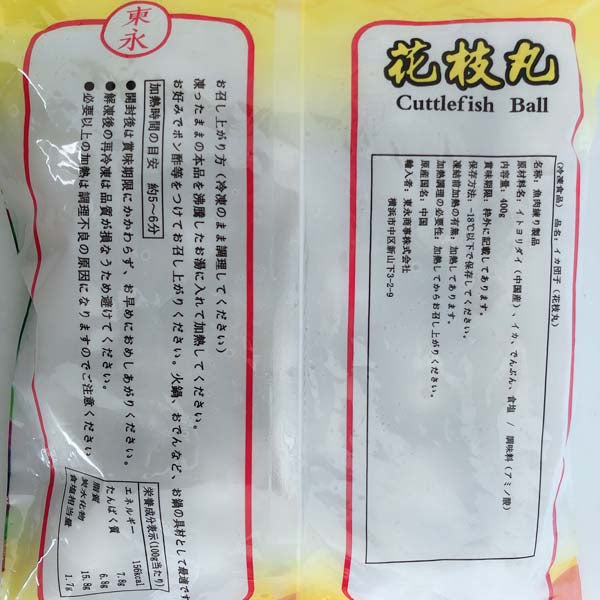 東永
お召し上がり方(冷凍のまま調理してください)
凍ったままの本品を沸騰したお湯に入れて加熱してください。
お好みでポン酢等をつけてお召し上がりください。火鍋、おでんなど、お鍋の具材として最適です
加熱時間の目安 約5~6分
●開封後は賞味期限にかかわらず、お早めにおめしあがりください。
●解凍後の再冷凍は品質が損なうため避けてください。
●必要以上の加熱は調理不良の原因になりますのでご注意ください
栄養成分表示(100g当たり)
エネルギー 156kcal
たんぱく質 7.8g
脂質 6.8g
炭水化物 15.8g
食塩相当量 1.7g
花枝丸
Cuttlefish Ball
(冷凍食品) 品名:イカ団子(花枝丸)
名称:魚肉練り製品
原材料名:イトヨリダイ(中国産)、イカ、でんぷん、食塩 / 調味料(アミノ酸)
内容量:400g
賞味期限:枠外に記載してあります。
保存方法:-18℃以下で保存してください。
凍結前加熱の有無:加熱してあります。
加熱調理の必要性:加熱してからお召し上がりください。
原産国名:中国
輸入者:東永商事株式会社
横浜市中区新山下3-2-9